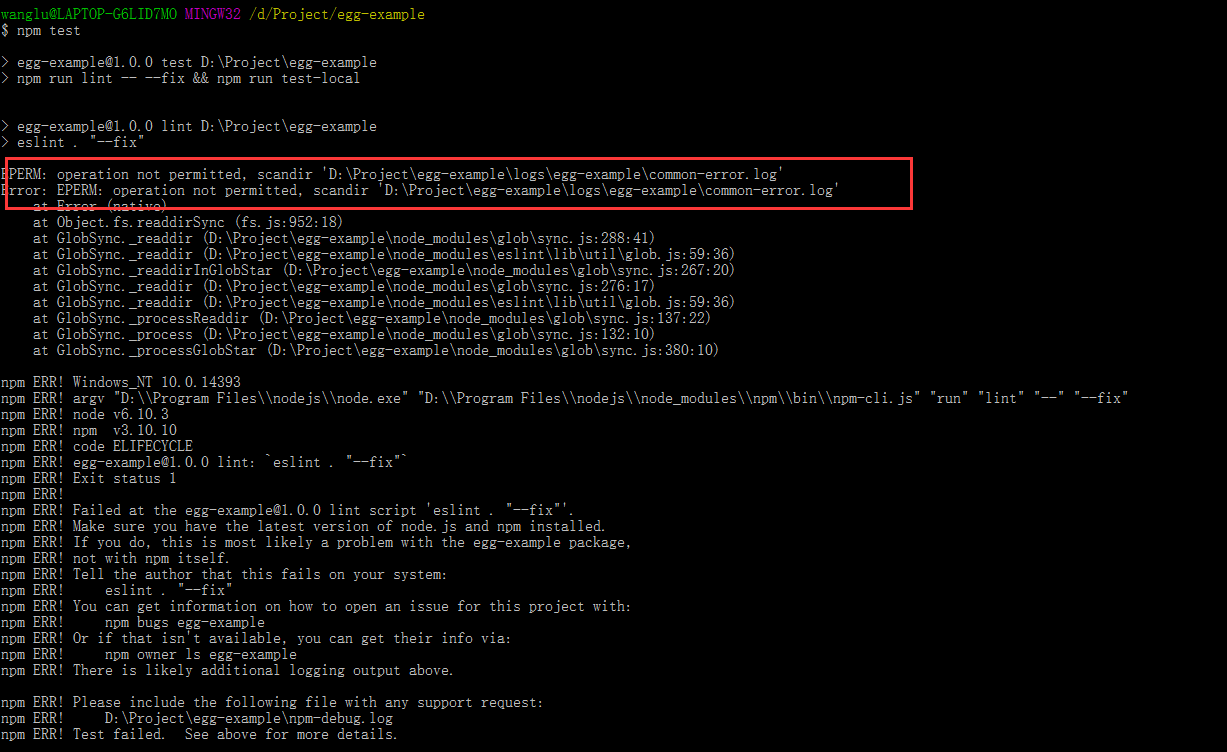 wanglu@LAPTOP-G6LID7MO MINGW32 /d/Project/egg-example
$ npm test
> egg-example@1.0.0 test D:\Project\egg-example
> npm run lint -- --fix && npm run test-local
> egg-example@1.0.0 lint D:\Project\egg-example
> eslint . "--fix"
EPERM: operation not permitted, scandir 'D:\Project\egg-example\logs\egg-example\common-error.log'
Error: EPERM: operation not permitted, scandir 'D:\Project\egg-example\logs\egg-example\common-error.log'
at Error (native)
at Object.fs.readdirSync (fs.js:952:18)
at GlobSync._readdir (D:\Project\egg-example\node_modules\glob\sync.js:288:41)
at GlobSync._readdir (D:\Project\egg-example\node_modules\eslint\lib\util\glob.js:59:36)
at GlobSync._readdirInGlobStar (D:\Project\egg-example\node_modules\glob\sync.js:267:20)
at GlobSync._readdir (D:\Project\egg-example\node_modules\glob\sync.js:276:17)
at GlobSync._readdir (D:\Project\egg-example\node_modules\eslint\lib\util\glob.js:59:36)
at GlobSync._processReaddir (D:\Project\egg-example\node_modules\glob\sync.js:137:22)
at GlobSync._process (D:\Project\egg-example\node_modules\glob\sync.js:132:10)
at GlobSync._processGlobStar (D:\Project\egg-example\node_modules\glob\sync.js:380:10)
npm ERR! Windows_NT 10.0.14393
npm ERR! argv "D:\\Program Files\\nodejs\\node.exe" "D:\\Program Files\\nodejs\\node_modules\\npm\\bin\\npm-cli.js" "run" "lint" "--" "--fix"
npm ERR! node v6.10.3
npm ERR! npm  v3.10.10
npm ERR! code ELIFECYCLE
npm ERR! egg-example@1.0.0 lint: `eslint . "--fix"`
npm ERR! Exit status 1
npm ERR!
npm ERR! Failed at the egg-example@1.0.0 lint script 'eslint . "--fix"'.
npm ERR! Make sure you have the latest version of node.js and npm installed.
npm ERR! If you do, this is most likely a problem with the egg-example package,
npm ERR! not with npm itself.
npm ERR! Tell the author that this fails on your system:
npm ERR!     eslint . "--fix"
npm ERR! You can get information on how to open an issue for this project with:
npm ERR!     npm bugs egg-example
npm ERR! Or if that isn't available, you can get their info via:
npm ERR!     npm owner ls egg-example
npm ERR! There is likely additional logging output above.
npm ERR! Please include the following file with any support request:
npm ERR!     D:\Project\egg-example\npm-debug.log
npm ERR! Test failed.  See above for more details.